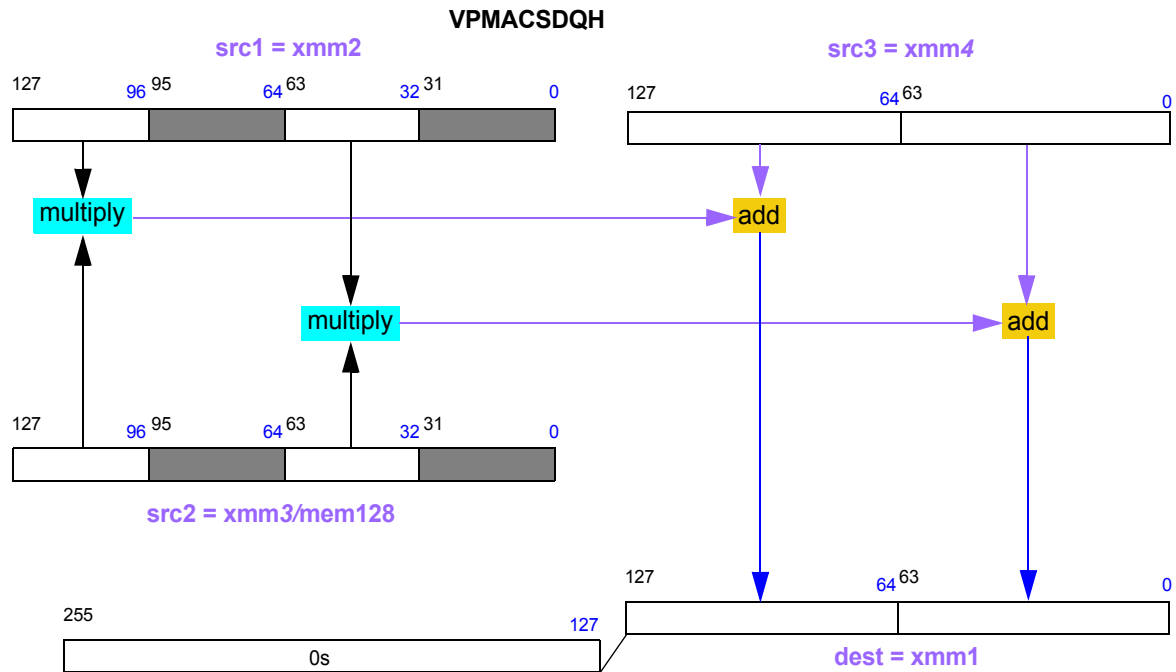 VPMACSDQH
src1 = xmm2
src3 = xmm4
127 96 95 64 63 32 31 0
127 64 63 0
multiply
add
multiply
add
127 96 95 64 63 32 31 0
src2 = xmm3/mem128
127 64 63 0
255 127
0s
dest = xmm1